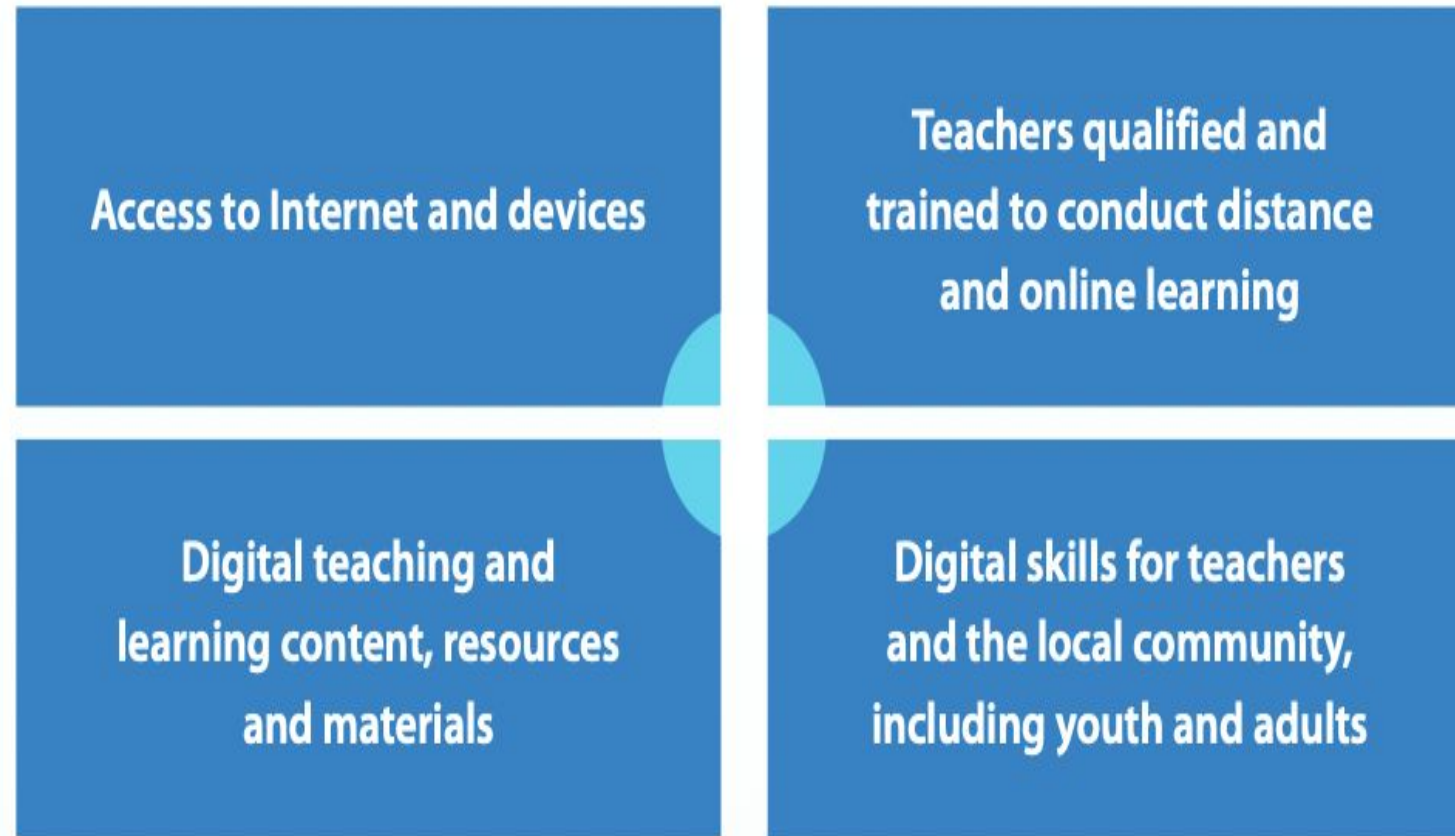 Access to Internet and devices
Teachers qualified and
trained to conduct distance
and online learning
Digital teaching and
learning content, resources
and materials
Digital skills for teachers
and the local community,
including youth and adults